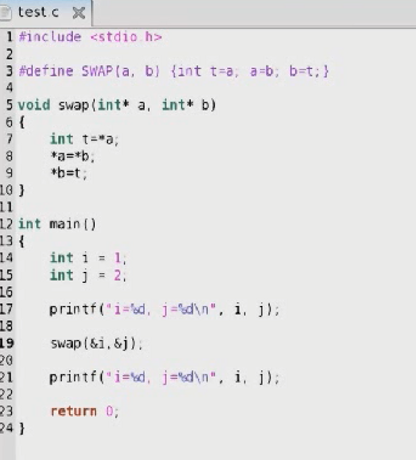 test.c
1 #include <stdio.h>
2
3 #define SWAP(a, b) {int t=a; a=b; b=t;}
4
5 void swap(int* a, int* b)
6 {
7 int t=*a;
8 *a=*b;
9 *b=t;
10 }
11
12 int main()
13 {
14 int i = 1;
15 int j = 2;
16
17 printf("i=%d, j=%d\n", i, j);
18
19 swap(&i,&j);
20
21 printf("i=%d, j=%d\n", i, j);
22
23 return 0;
24 }